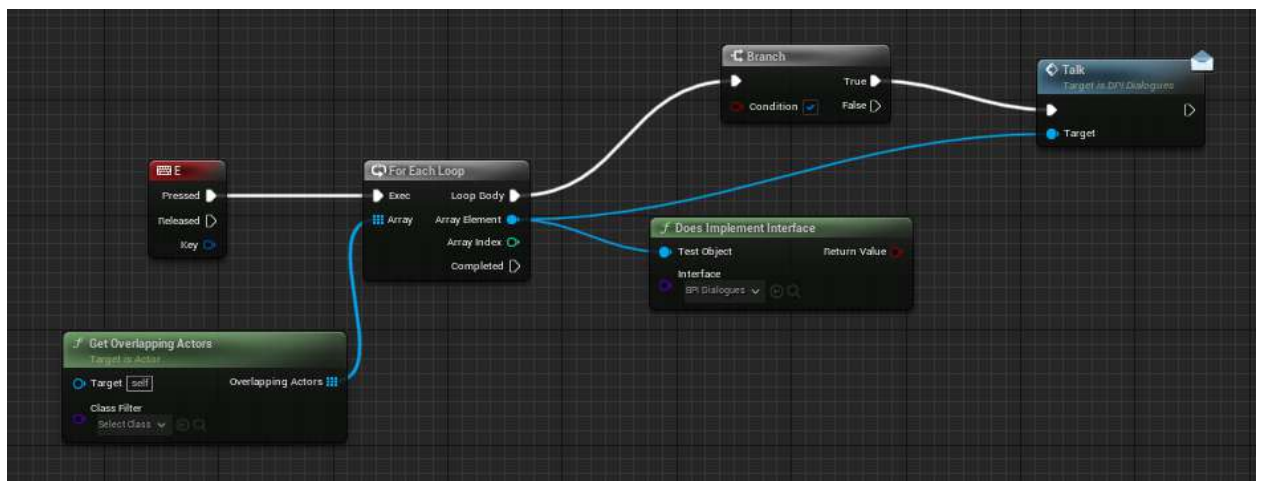 Branch
True
Condition
False
Talk
Target is BPI Dialogues
Target
E
Pressed
Released
Key
For Each Loop
Exec
Loop Body
Array
Array Element
Array Index
Completed
f Does Implement Interface
Test Object
Return Value
Interface
BPI Dialogues
f Get Overlapping Actors
Target is Actor
Target self
Overlapping Actors
Class Filter
Select Class